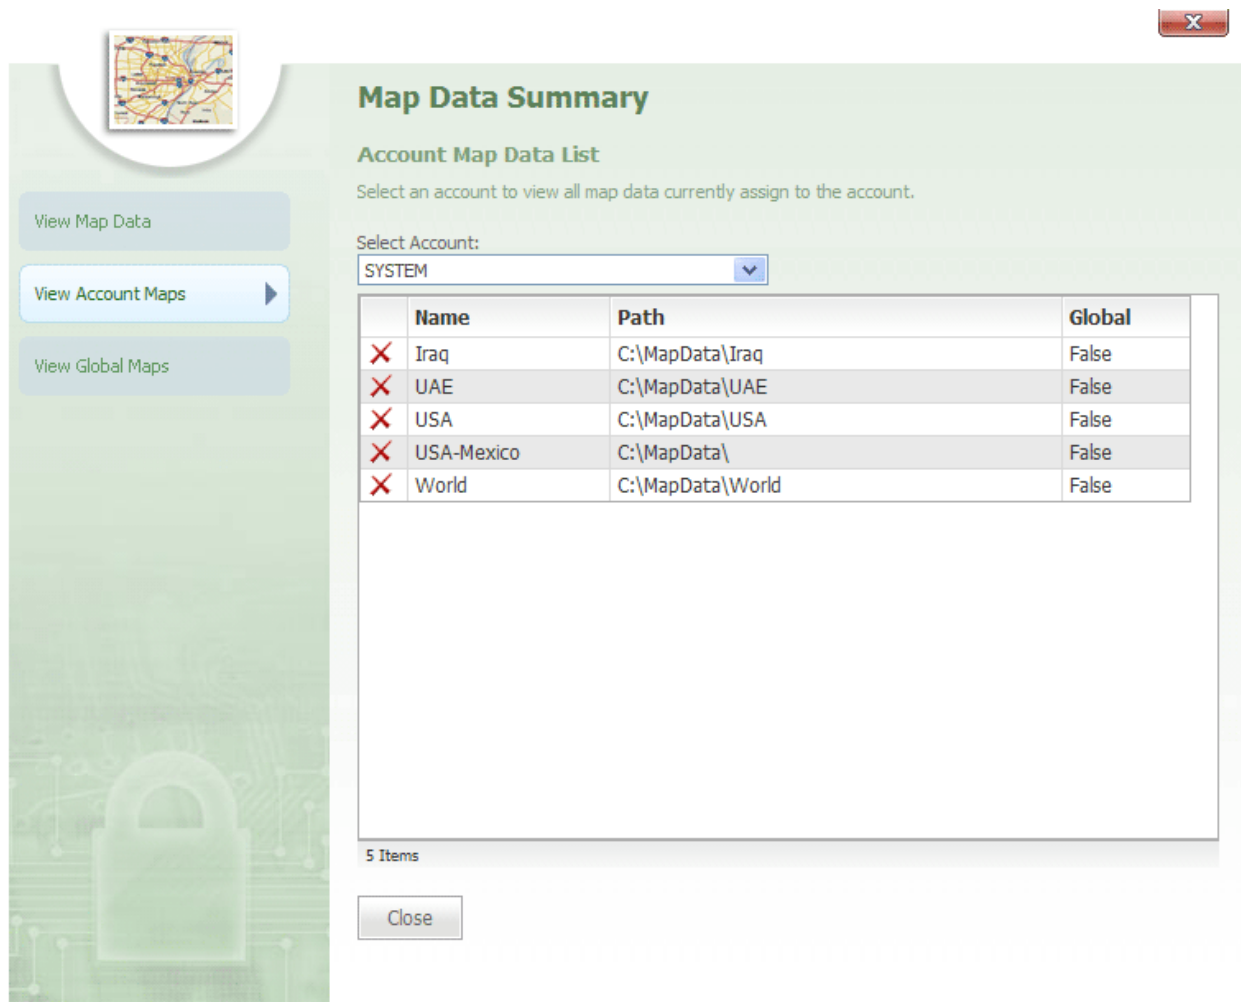 X
Map Data Summary
Account Map Data List
Select an account to view all map data currently assign to the account.
View Map Data
View Account Maps
View Global Maps
Select Account:
SYSTEM
Name Path Global
Iraq C:\MapData\Iraq False
UAE C:\MapData\UAE False
USA C:\MapData\USA False
USA-Mexico C:\MapData\ False
World C:\MapData\World False
5 Items
Close